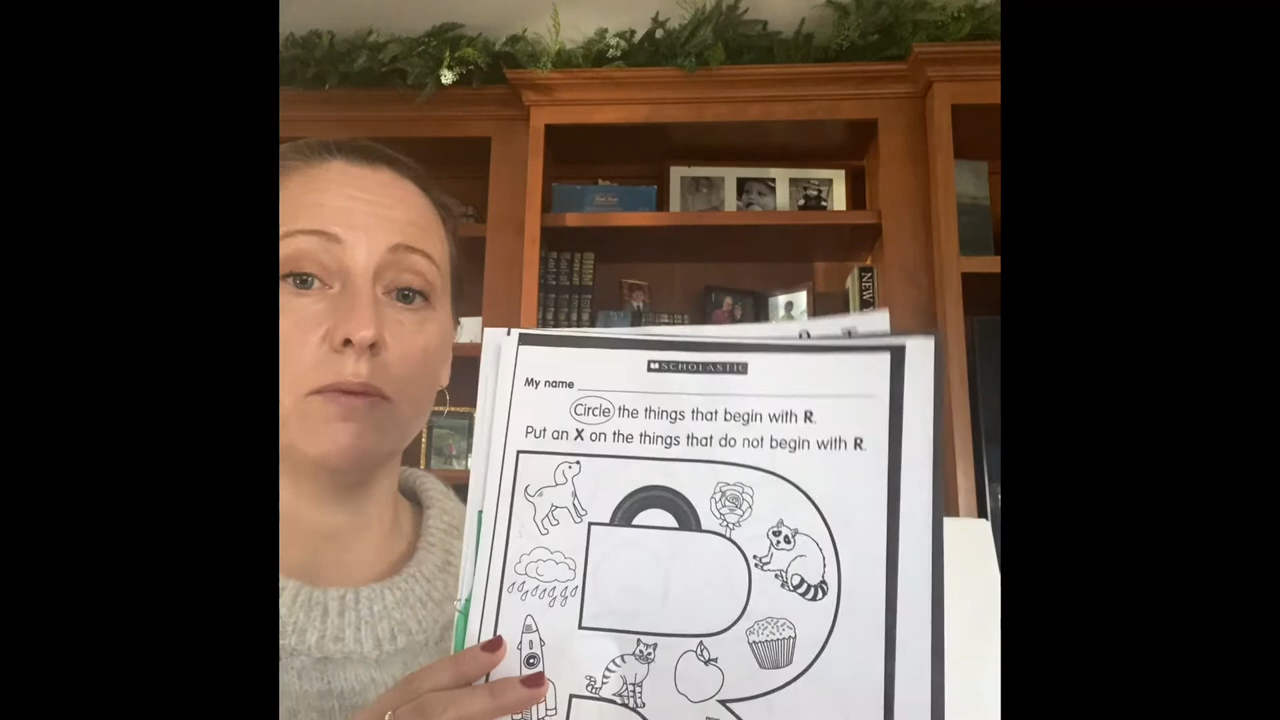 NEW
SCHOLASTIC
My name
Circle the things that begin with R.
Put an X on the things that do not begin with R.